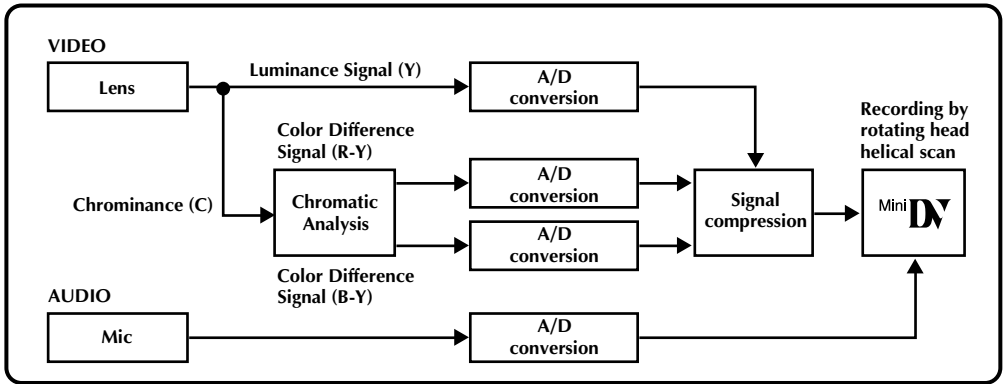 VIDEO
Lens
Luminance Signal (Y)
A/D
conversion
Color Difference
Signal (R-Y)
Chrominance (C)
Chromatic
Analysis
A/D
conversion
A/D
conversion
Color Difference
Signal (B-Y)
Signal
compression
Recording by
rotating head
helical scan
Mini DV
AUDIO
Mic
A/D
conversion